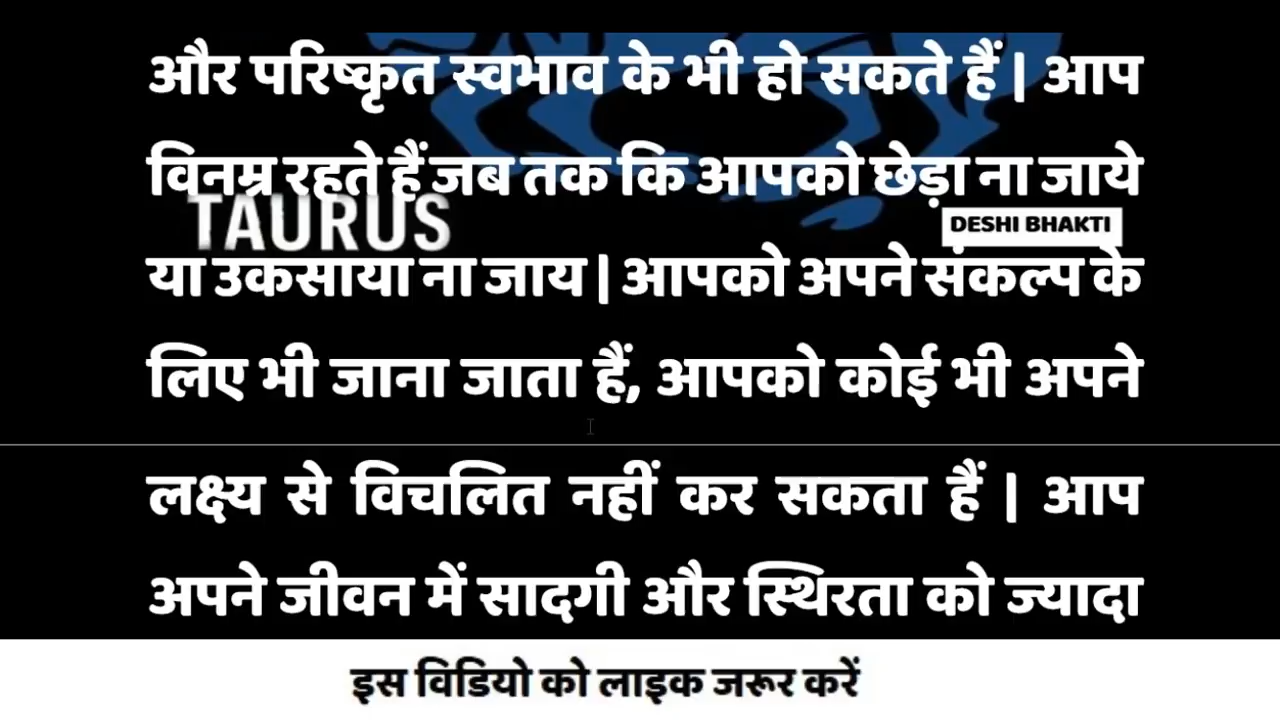 और परिष्कृत स्वभाव के भी हो सकते हैं | आप
विनम्र रहते हैं जब तक कि आपको छेड़ा ना जाये
TAURUS
DESHI BHAKTI
या उकसाया ना जाय | आपको अपने संकल्प के
लिए भी जाना जाता हैं, आपको कोई भी अपने
लक्ष्य से विचलित नहीं कर सकता हैं | आप
अपने जीवन में सादगी और स्थिरता को ज्यादा
इस विडियो को लाइक जरूर करें